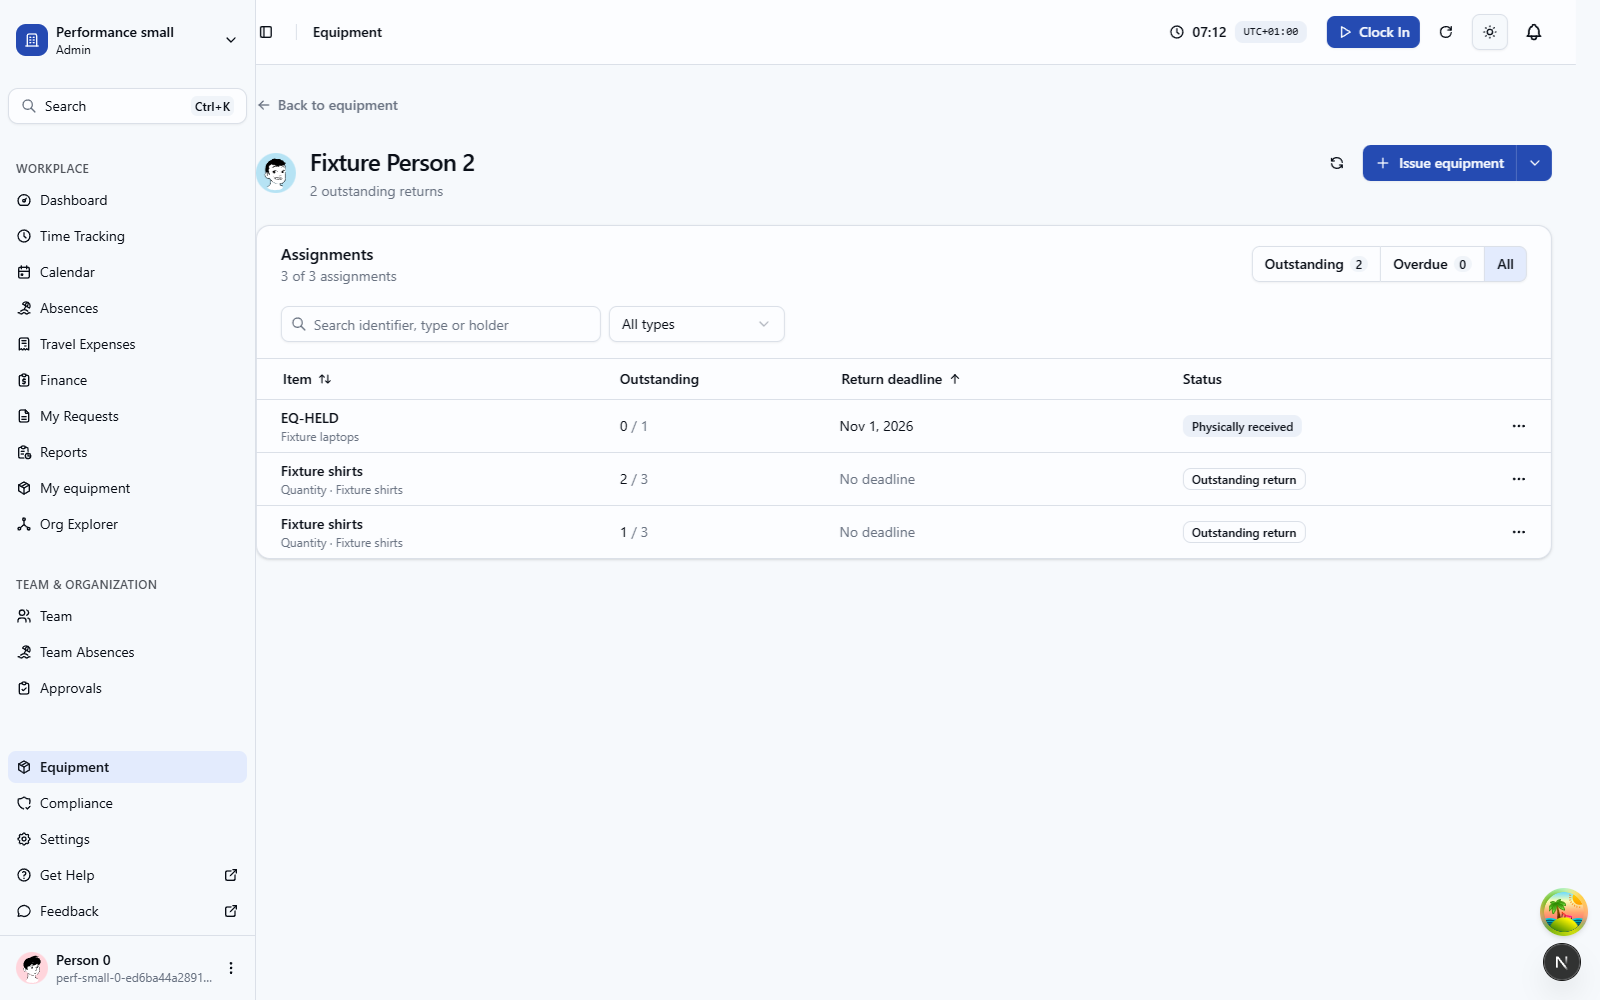 Performance small
Admin
Search
Ctrl+K
WORKPLACE
Dashboard
Time Tracking
Calendar
Absences
Travel Expenses
Finance
My Requests
Reports
My equipment
Org Explorer
TEAM & ORGANIZATION
Team
Team Absences
Approvals
Equipment
Compliance
Settings
Get Help
Feedback
Person 0
perf-small-0-ed6ba44a2891...
Equipment
07:12
UTC+01:00
Clock In
Back to equipment
Fixture Person 2
2 outstanding returns
Issue equipment
Assignments
3 of 3 assignments
Outstanding 2
Overdue 0
All
Search identifier, type or holder
All types
Item
Outstanding
Return deadline
Status
EQ-HELD
Fixture laptops
0 / 1
Nov 1, 2026
Physically received
Fixture shirts
Quantity · Fixture shirts
2 / 3
No deadline
Outstanding return
Fixture shirts
Quantity · Fixture shirts
1 / 3
No deadline
Outstanding return
N